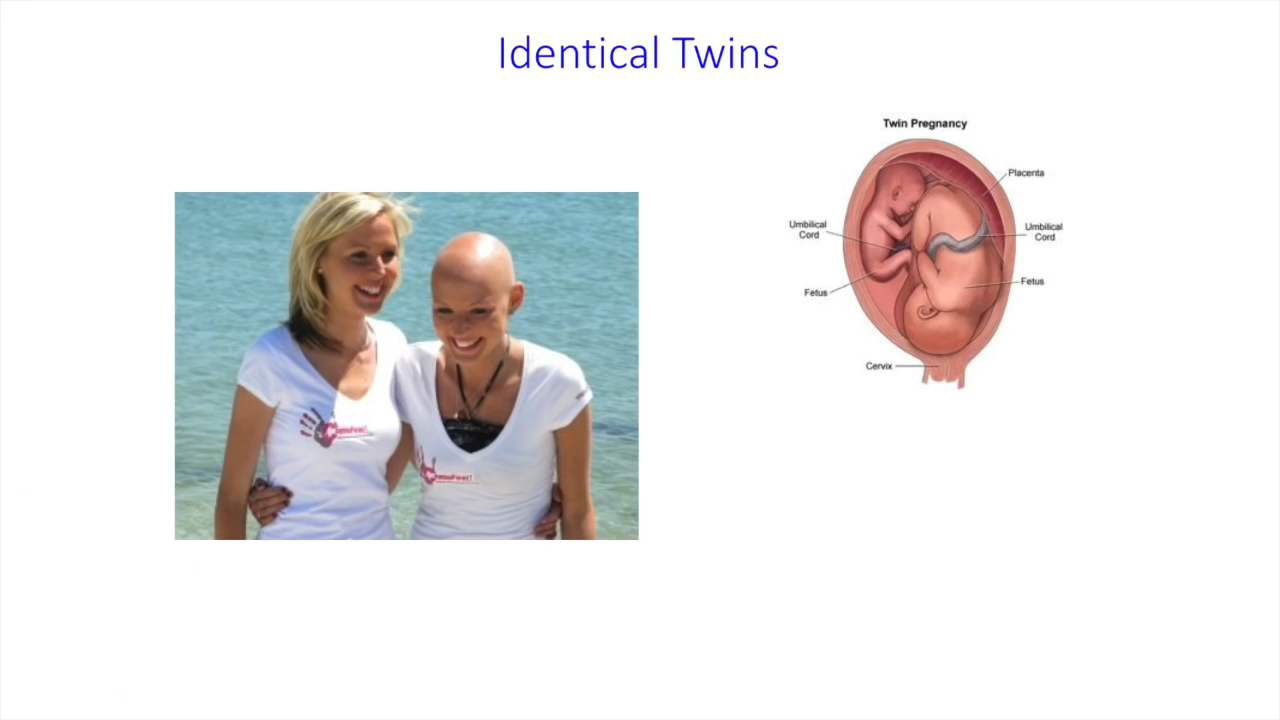 Identical Twins
Twin Pregnancy
Placenta
Umbilical
Cord
Umbilical
Cord
Fetus
Fetus
Cervix